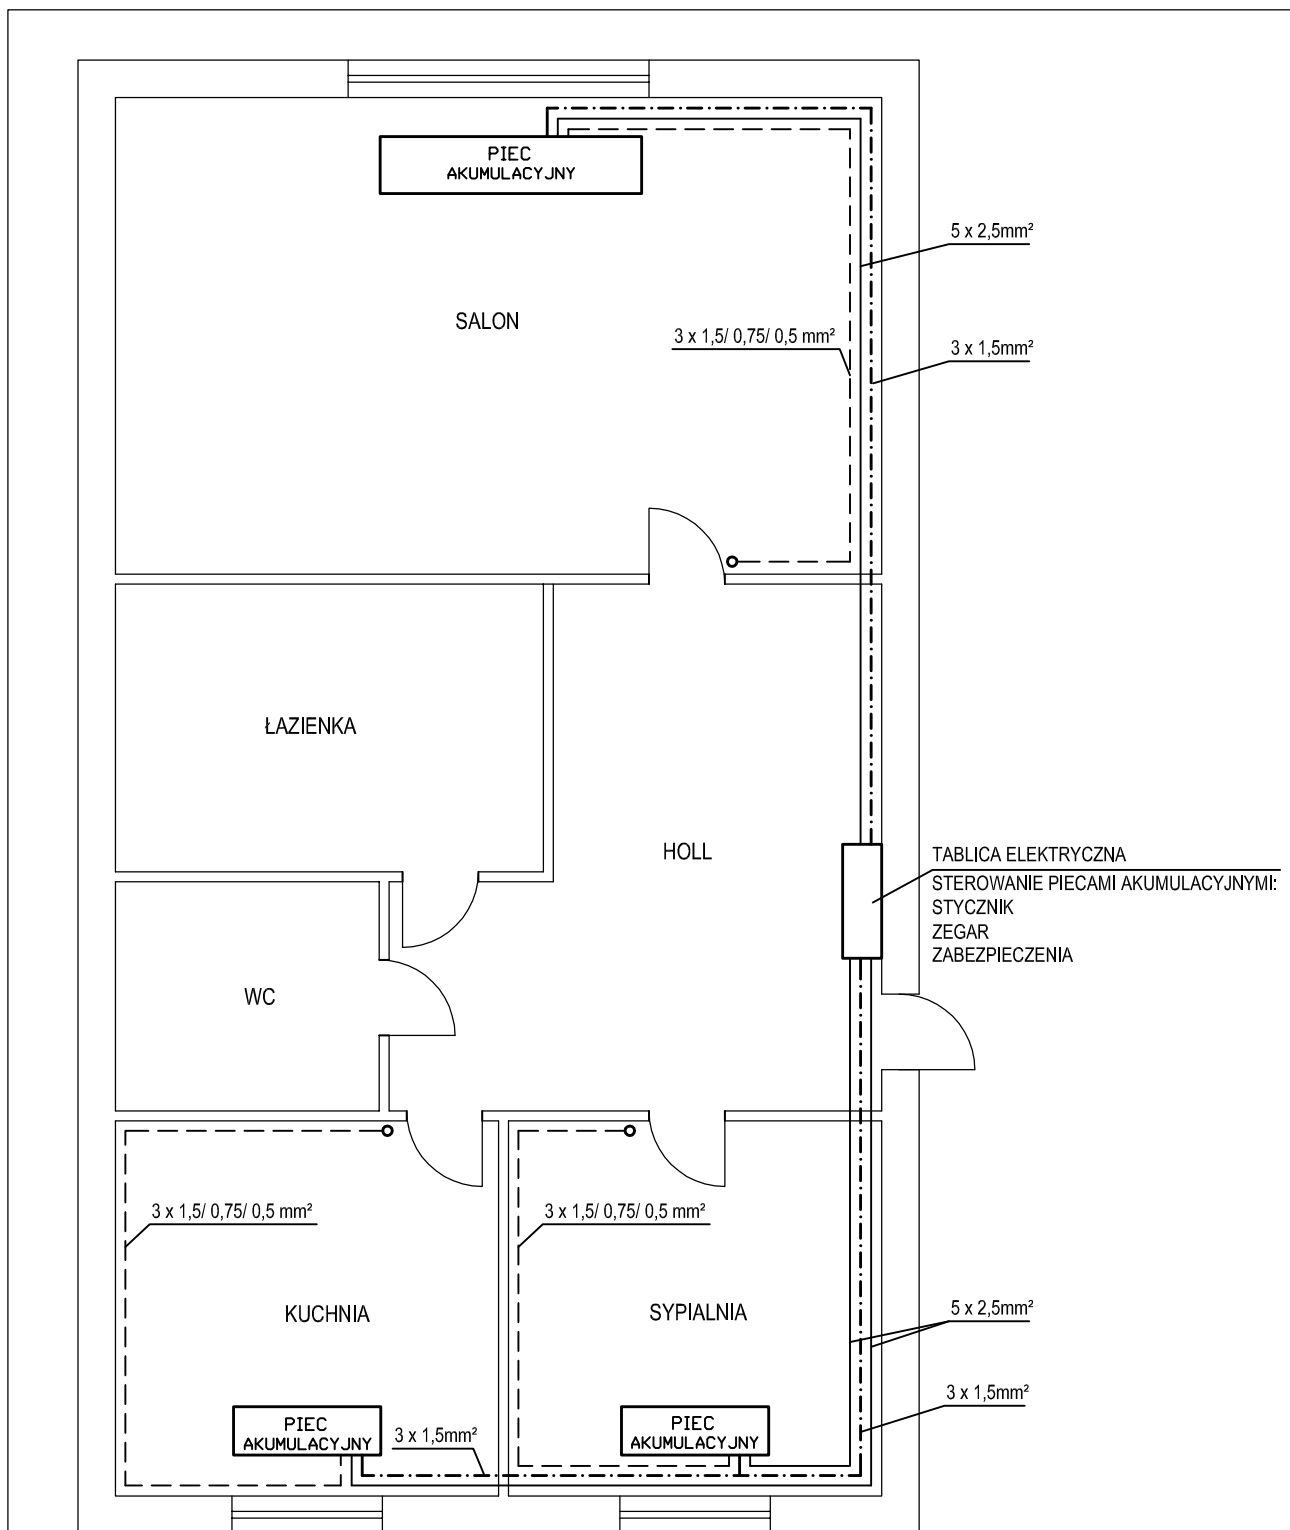 PIEC
AKUMULACYJNY
5 x 2,5mm²
SALON
3 x 1,5/ 0,75/ 0,5 mm²
3 x 1,5mm²
ŁAZIENKA
HOLL
TABLICA ELEKTRYCZNA
STEROWANIE PIECAMI AKUMULACYJNYMI:
STYCZNIK
ZEGAR
ZABEZPIECZENIA
WC
3 x 1,5/ 0,75/ 0,5 mm²
3 x 1,5/ 0,75/ 0,5 mm²
KUCHNIA
SYPIALNIA
5 x 2,5mm²
3 x 1,5mm²
PIEC
AKUMULACYJNY
3 x 1,5mm²
PIEC
AKUMULACYJNY